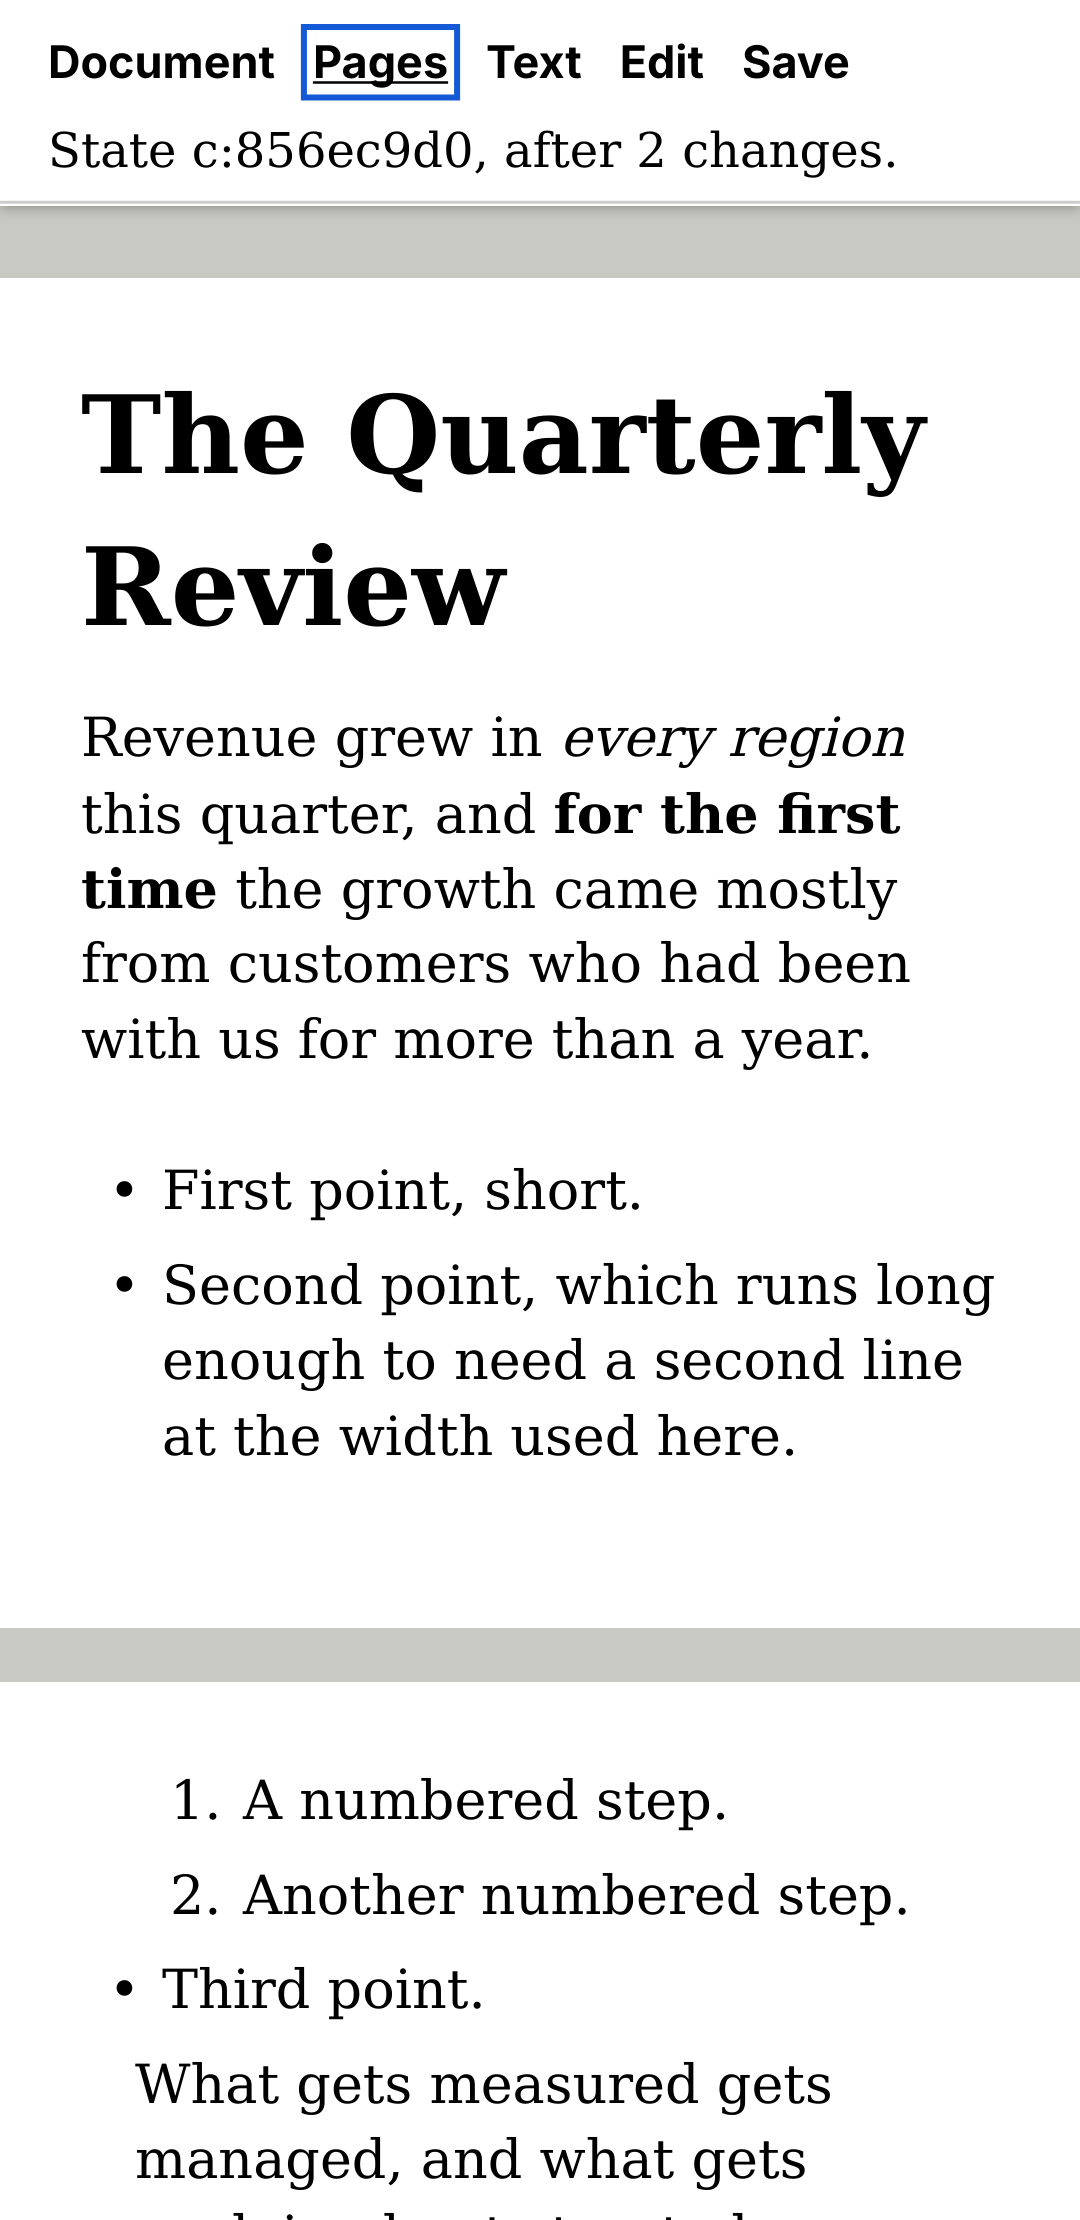 Document Pages Text Edit Save
State c:856ec9d0, after 2 changes.
The Quarterly
Review
Revenue grew in every region
this quarter, and for the first
time the growth came mostly
from customers who had been
with us for more than a year.
• First point, short.
• Second point, which runs long
enough to need a second line
at the width used here.
1. A numbered step.
2. Another numbered step.
• Third point.
What gets measured gets
managed, and what gets